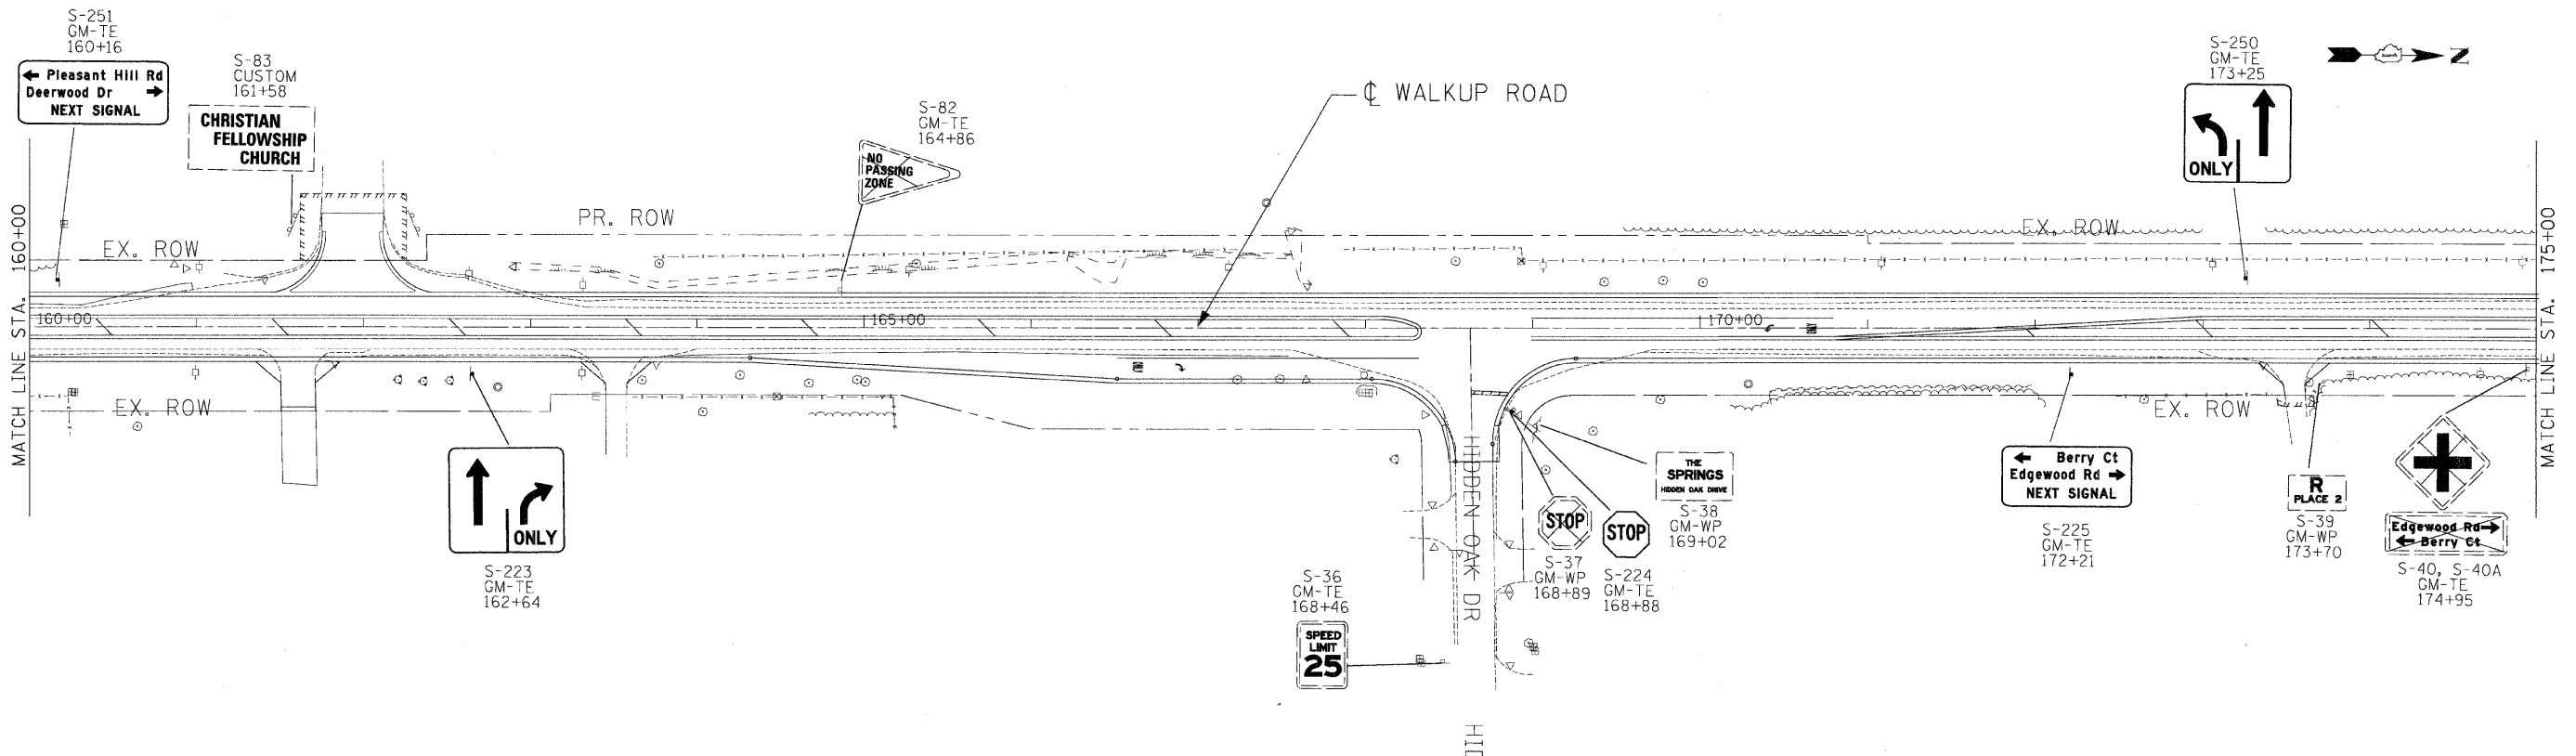 S-251
GM-TE
160+16
← Pleasant Hill Rd
Deerwood Dr →
NEXT SIGNAL
S-83
CUSTOM
161+58
CHRISTIAN
FELLOWSHIP
CHURCH
S-82
GM-TE
164+86
NO
PASSING
ZONE
℄ WALKUP ROAD
S-250
GM-TE
173+25
ONLY
N
MATCH LINE STA. 160+00
EX. ROW
PR. ROW
EX. ROW
MATCH LINE STA. 175+00
160+00
165+00
170+00
EX. ROW
EX. ROW
ONLY
S-223
GM-TE
162+64
HIDDEN OAK DR
S-36
GM-TE
168+46
SPEED
LIMIT
25
STOP
S-37
GM-WP
168+89
STOP
S-224
GM-TE
168+88
THE
SPRINGS
HIDDEN OAK DRIVE
S-38
GM-WP
169+02
← Berry Ct
Edgewood Rd →
NEXT SIGNAL
S-225
GM-TE
172+21
R
PLACE 2
S-39
GM-WP
173+70
Edgewood Rd →
← Berry Ct
S-40, S-40A
GM-TE
174+95